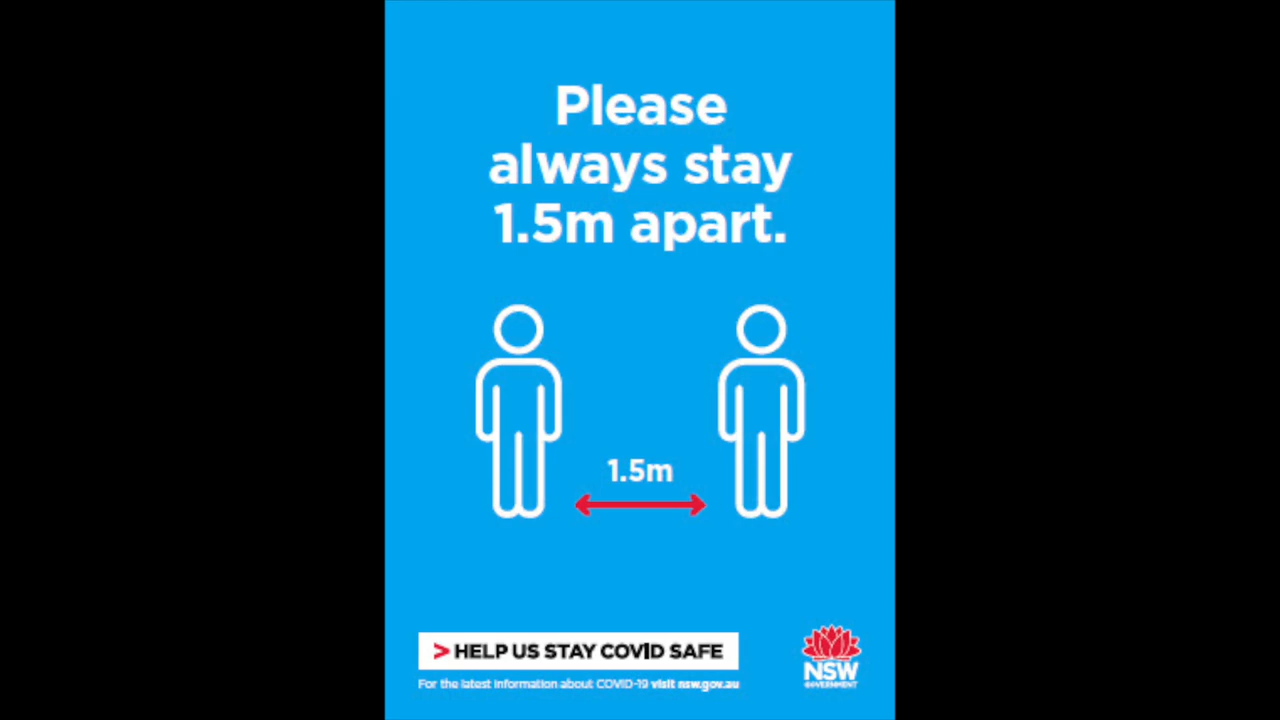 Please
always stay
1.5m apart.
1.5m
> HELP US STAY COVID SAFE
For the latest information about COVID-19 visit nsw.gov.au
NSW
GOVERNMENT